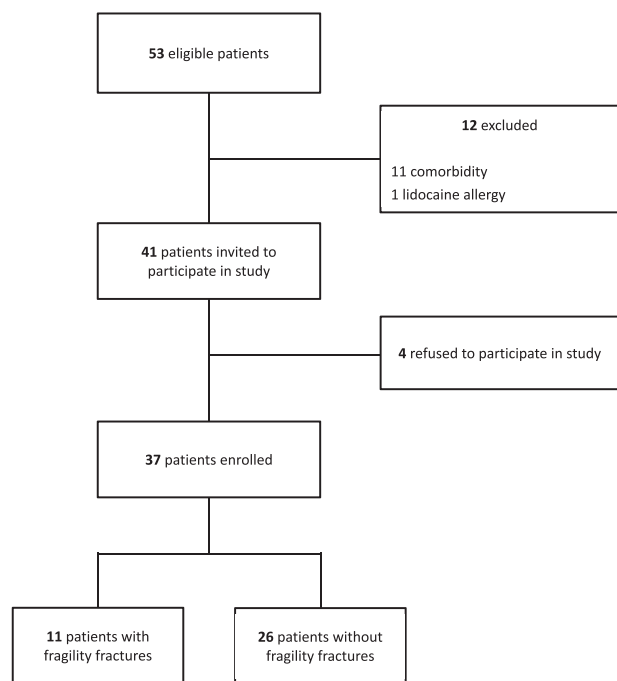 53 eligible patients
12 excluded
11 comorbidity
1 lidocaine allergy
41 patients invited to
participate in study
4 refused to participate in study
37 patients enrolled
11 patients with
fragility fractures
26 patients without
fragility fractures